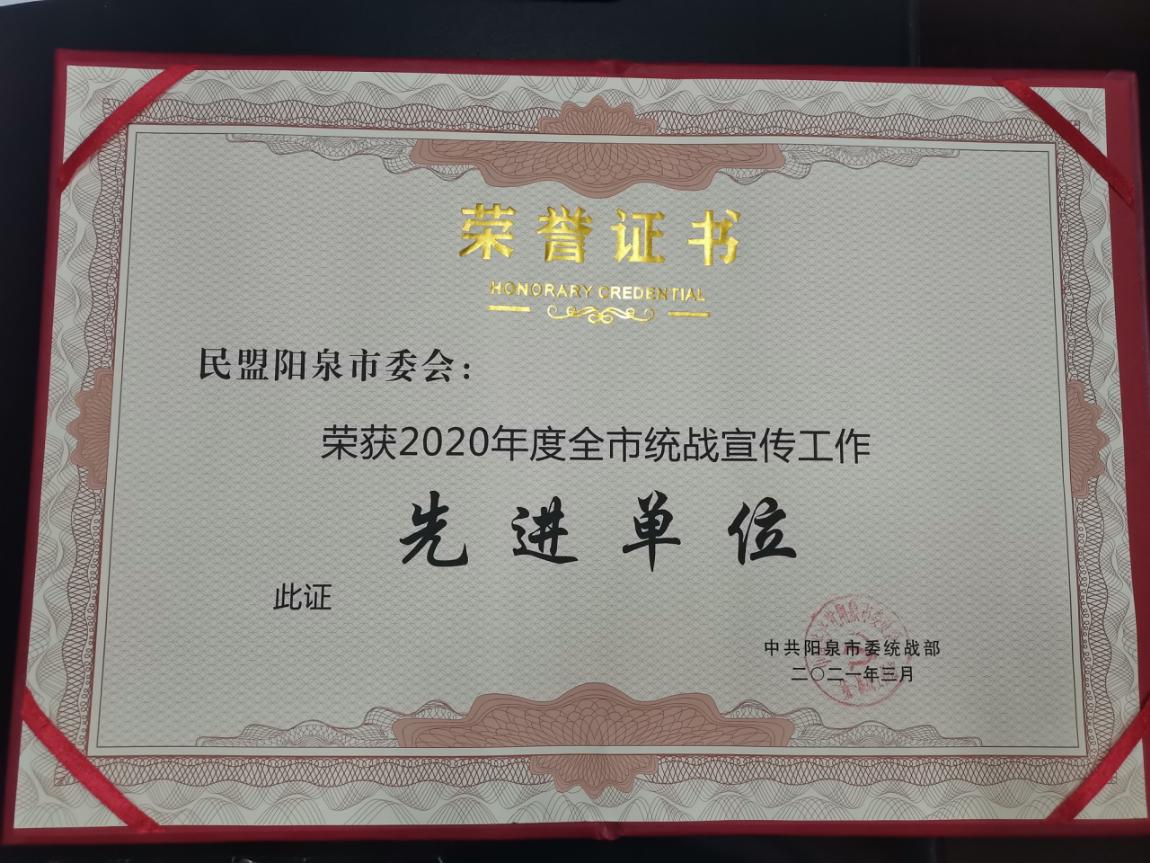 荣誉证书
HONORARY CREDENTIAL
民盟阳泉市委会：
荣获2020年度全市统战宣传工作
先进单位
此证
中共阳泉市委统战部
二〇二一年三月